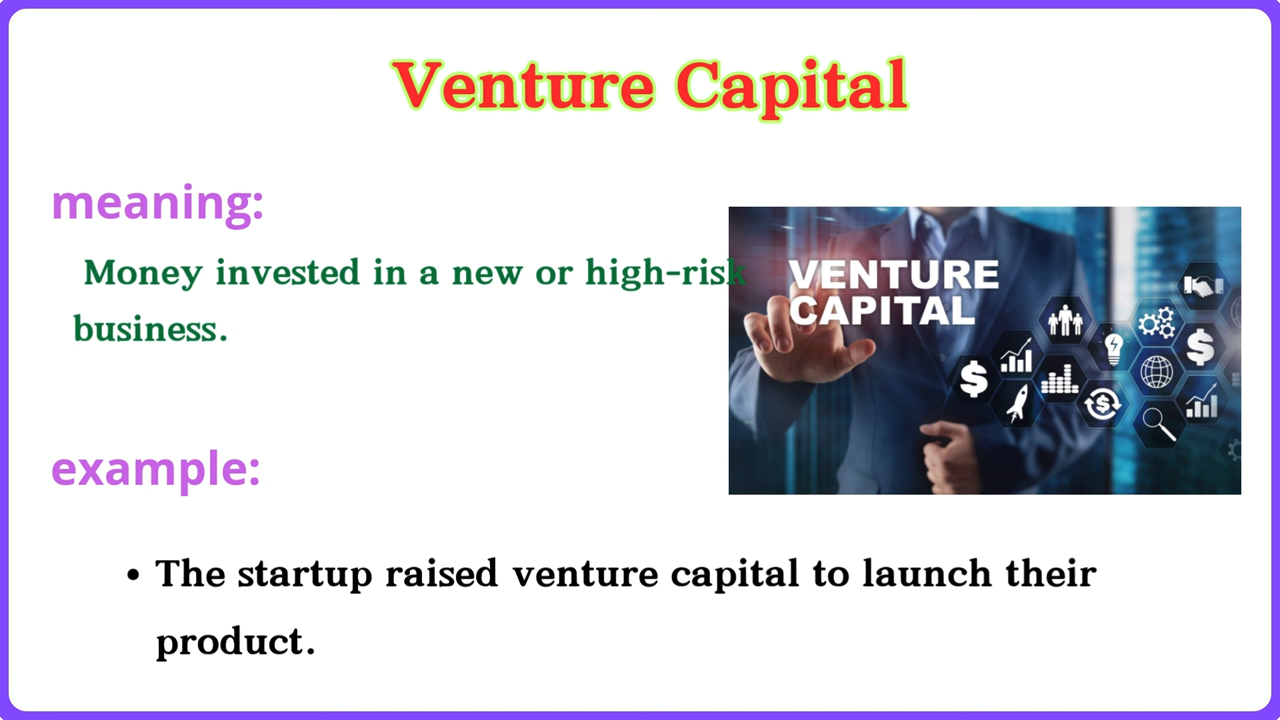 Venture Capital
meaning:
Money invested in a new or high-risk
business.
VENTURE
CAPITAL
example:
• The startup raised venture capital to launch their
product.